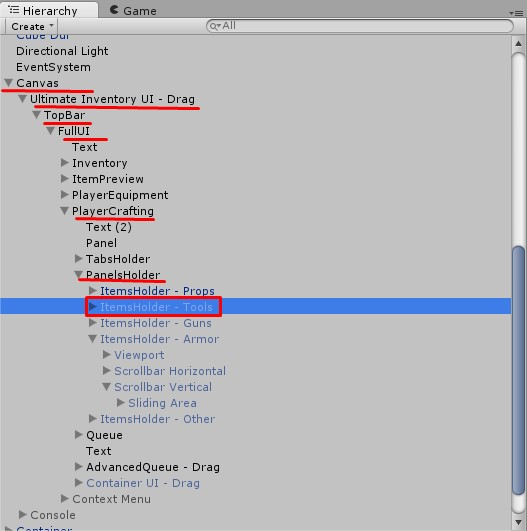 Hierarchy
Game
Create
All
Cube Dur
Directional Light
EventSystem
Canvas
Ultimate Inventory UI - Drag
TopBar
FullUI
Text
Inventory
ItemPreview
PlayerEquipment
PlayerCrafting
Text (2)
Panel
TabsHolder
PanelsHolder
ItemsHolder - Props
ItemsHolder - Tools
ItemsHolder - Guns
ItemsHolder - Armor
Viewport
Scrollbar Horizontal
Scrollbar Vertical
Sliding Area
ItemsHolder - Other
Queue
Text
AdvancedQueue - Drag
Container UI - Drag
Context Menu
Console
Container